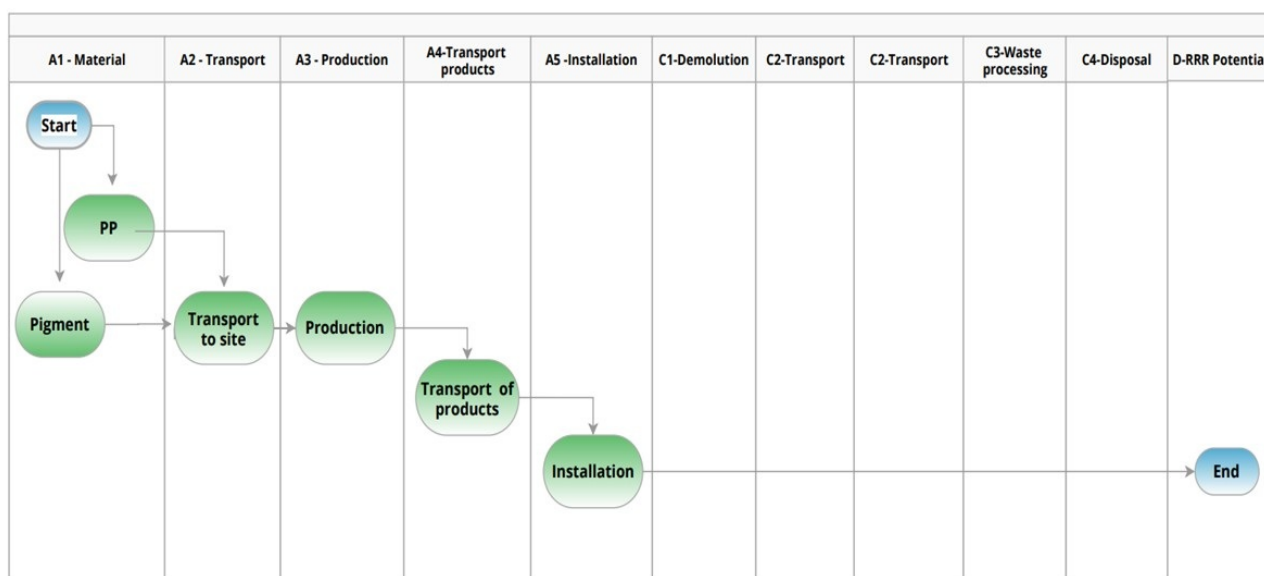 A1 - Material
A2 - Transport
A3 - Production
A4-Transport
products
A5 -Installation
C1-Demolution
C2-Transport
C2-Transport
C3-Waste
processing
C4-Disposal
D-RRR Potentia
Start
PP
Pigment
Transport
to site
Production
Transport of
products
Installation
End